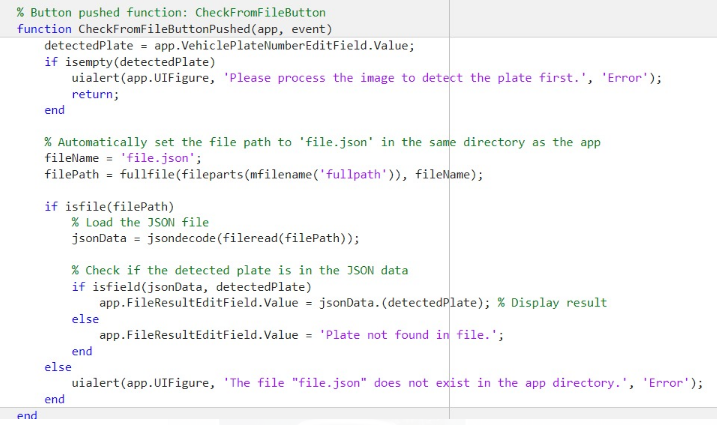 % Button pushed function: CheckFromFileButton
function CheckFromFileButtonPushed(app, event)
    detectedPlate = app.VehiclePlateNumberEditField.Value;
    if isempty(detectedPlate)
        uialert(app.UIFigure, 'Please process the image to detect the plate first.', 'Error');
        return;
    end

    % Automatically set the file path to 'file.json' in the same directory as the app
    fileName = 'file.json';
    filePath = fullfile(fileparts(mfilename('fullpath')), fileName);

    if isfile(filePath)
        % Load the JSON file
        jsonData = jsondecode(fileread(filePath));

        % Check if the detected plate is in the JSON data
        if isfield(jsonData, detectedPlate)
            app.FileResultEditField.Value = jsonData.(detectedPlate); % Display result
        else
            app.FileResultEditField.Value = 'Plate not found in file.';
        end
    else
        uialert(app.UIFigure, 'The file "file.json" does not exist in the app directory.', 'Error');
    end
end